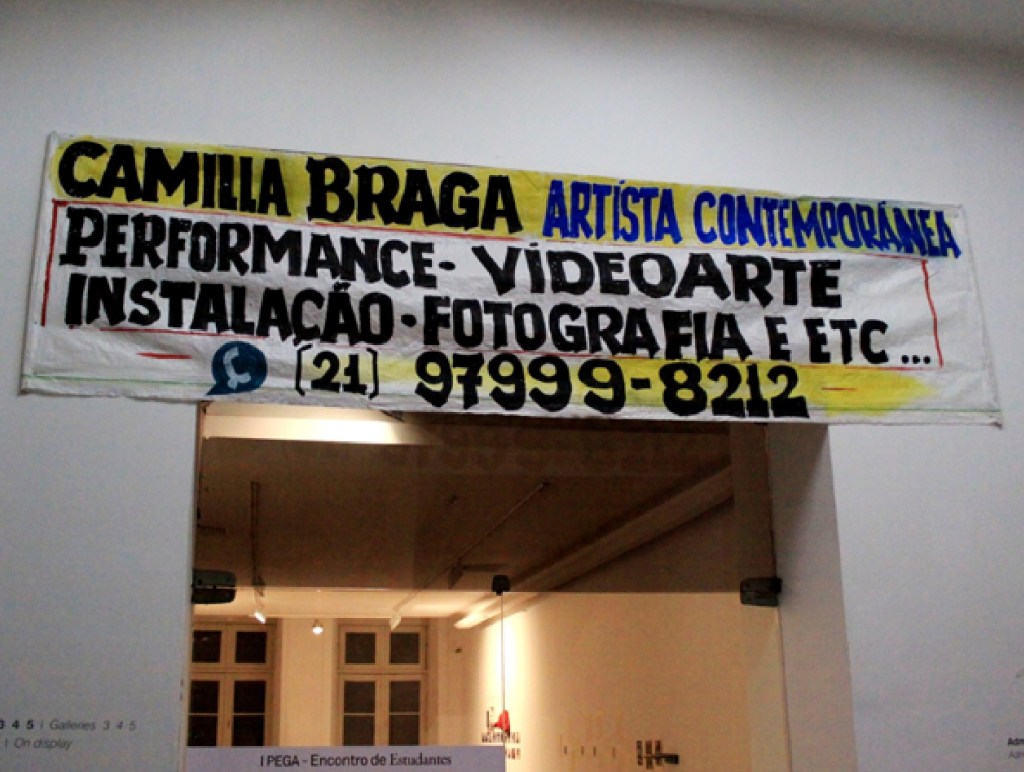 CAMILLA BRAGA ARTÍSTA CONTEMPORÁNEA
PERFORMANCE - VÍDEOARTE
INSTALAÇÃO - FOTOGRAFIA E ETC ...
(21) 97999-8212
3 4 5 | Galleries 3 4 5
| On display
I PEGA - Encontro de Estudantes